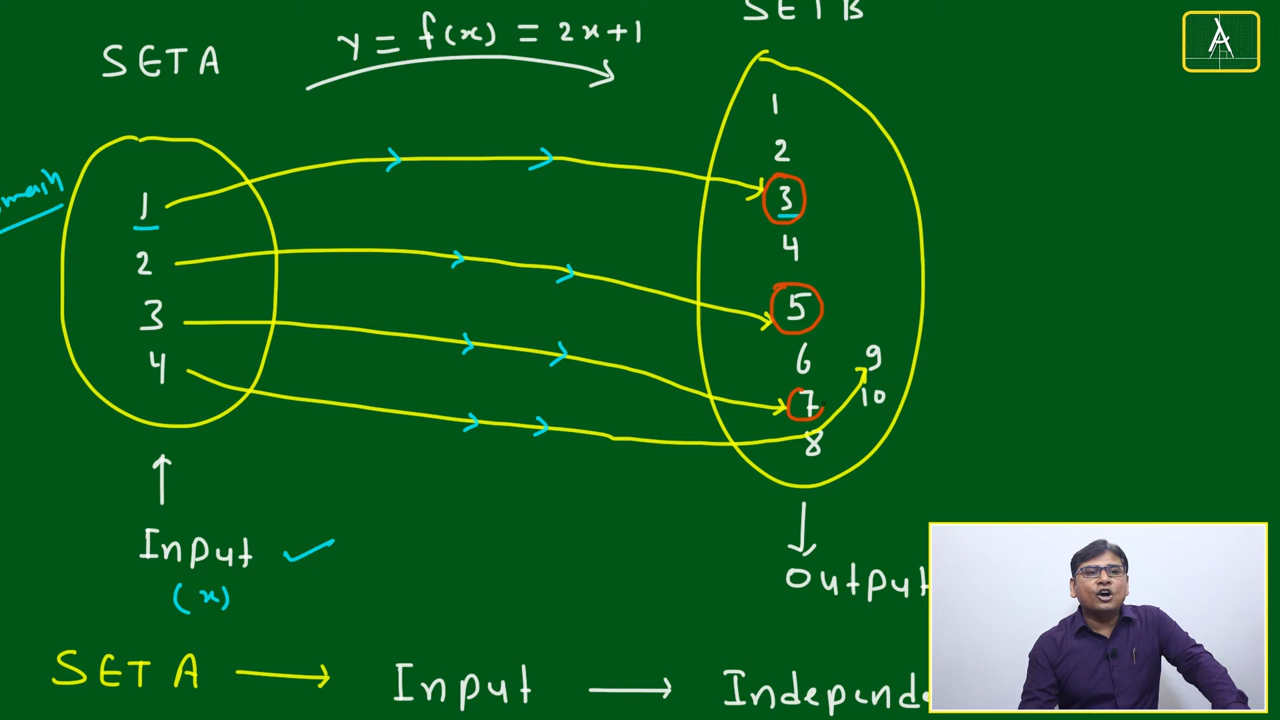 SET B
y = f(x) = 2x+1
SET A
1
2
3
4
1
2
3
4
5
6
7
8
9
10
Input
(x)
Output
SET A → Input →